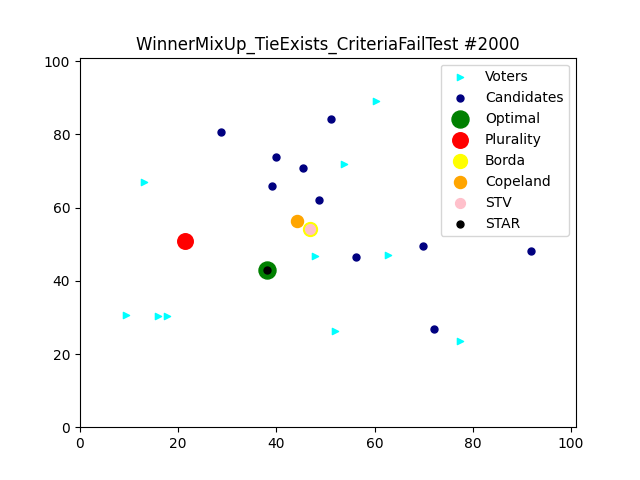 WinnerMixUp_TieExists_CriteriaFailTest #2000
100
80
60
40
20
0
0 20 40 60 80 100
Voters
Candidates
Optimal
Plurality
Borda
Copeland
STV
STAR